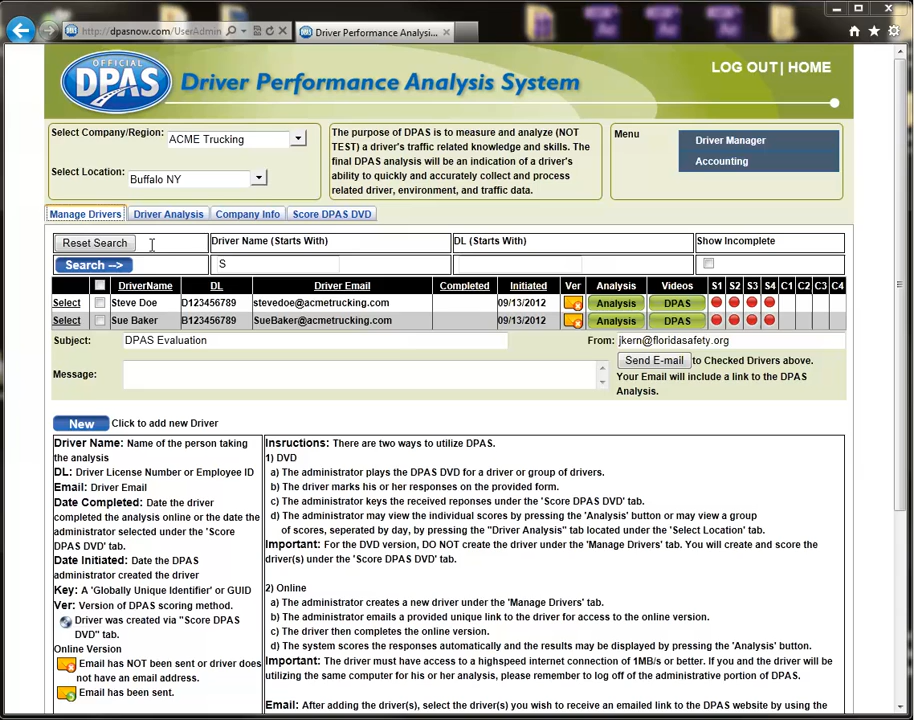 http://dpasnow.com/UserAdmin
Driver Performance Analysi...
OFFICIAL
DPAS
Driver Performance Analysis System
LOG OUT| HOME
Select Company/Region:
ACME Trucking
Select Location:
Buffalo NY
The purpose of DPAS is to measure and analyze (NOT
TEST) a driver's traffic related knowledge and skills. The
final DPAS analysis will be an indication of a driver's
ability to quickly and accurately collect and process
related driver, environment, and traffic data.
Menu
Driver Manager
Accounting
Manage Drivers Driver Analysis Company Info Score DPAS DVD
Reset Search Driver Name (Starts With) DL (Starts With) Show Incomplete
Search --> S
DriverName DL Driver Email Completed Initiated Ver Analysis Videos S1 S2 S3 S4 C1 C2 C3 C4
Select Steve Doe D123456789 stevedoe@acmetrucking.com 09/13/2012 Analysis DPAS
Select Sue Baker B123456789 SueBaker@acmetrucking.com 09/13/2012 Analysis DPAS
Subject: DPAS Evaluation From: jkern@floridasafety.org
Message:
Send E-mail to Checked Drivers above.
Your Email will include a link to the DPAS
Analysis.
New Click to add new Driver
Driver Name: Name of the person taking
the analysis
DL: Driver License Number or Employee ID
Email: Driver Email
Date Completed: Date the driver
completed the analysis online or the date the
administrator selected under the 'Score
DPAS DVD' tab.
Date Initiated: Date the DPAS
administrator created the driver
Key: A 'Globally Unique Identifier' or GUID
Ver: Version of DPAS scoring method.
Driver was created via "Score DPAS
DVD" tab.
Online Version
Email has NOT been sent or driver does
not have an email address.
Email has been sent.
Insructions: There are two ways to utilize DPAS.
1) DVD
a) The administrator plays the DPAS DVD for a driver or group of drivers.
b) The driver marks his or her responses on the provided form.
c) The administrator keys the received reponses under the 'Score DPAS DVD' tab.
d) The administrator may view the individual scores by pressing the 'Analysis' button or may view a group
of scores, seperated by day, by pressing the "Driver Analysis" tab located under the 'Select Location' tab.
Important: For the DVD version, DO NOT create the driver under the 'Manage Drivers' tab. You will create and score the
driver(s) under the 'Score DPAS DVD' tab.
2) Online
a) The administrator creates a new driver under the 'Manage Drivers' tab.
b) The administrator emails a provided unique link to the driver for access to the online version.
c) The driver then completes the online version.
d) The system scores the responses automatically and the results may be displayed by pressing the 'Analysis' button.
Important: The driver must have access to a highspeed internet connection of 1MB/s or better. If you and the driver will be
utilizing the same computer for his or her analysis, please remember to log off of the administrative portion of DPAS.
Email: After adding the driver(s), select the driver(s) you wish to receive an emailed link to the DPAS website by using the